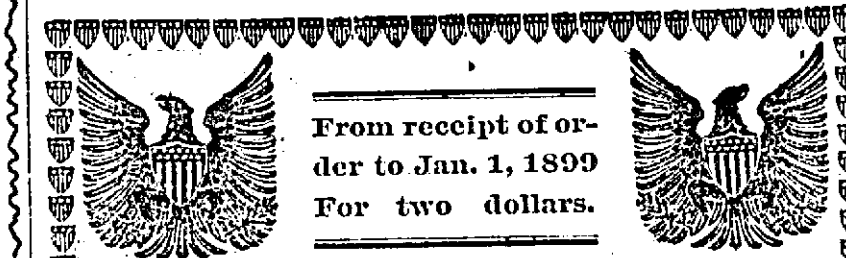 From receipt of or-
der to Jan. 1, 1899
For two dollars.